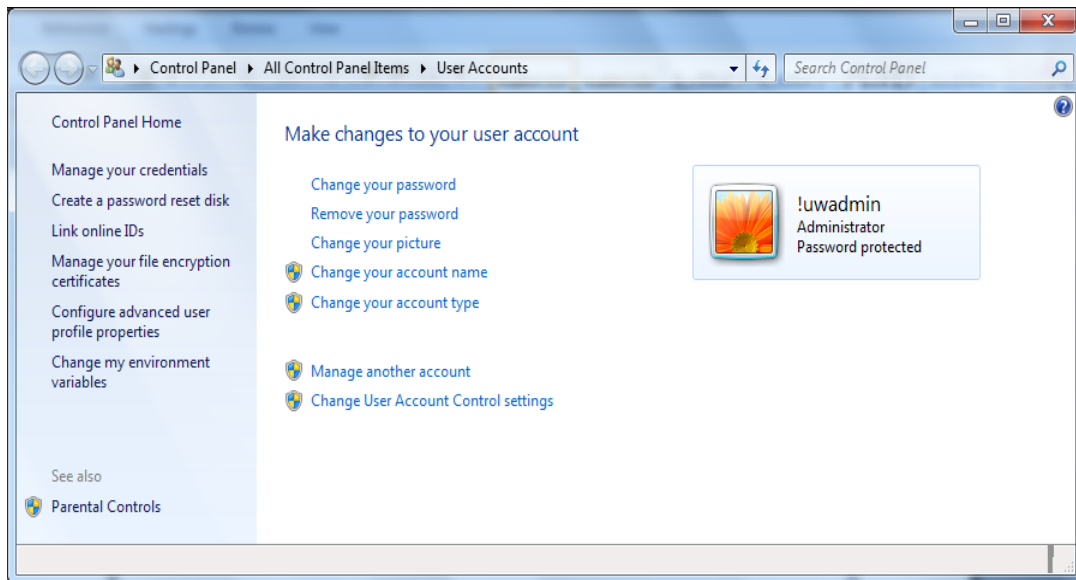 Control Panel All Control Panel Items User Accounts
Search Control Panel
Control Panel Home
Manage your credentials
Create a password reset disk
Link online IDs
Manage your file encryption
certificates
Configure advanced user
profile properties
Change my environment
variables
See also
Parental Controls
Make changes to your user account
Change your password
Remove your password
Change your picture
Change your account name
Change your account type
Manage another account
Change User Account Control settings
!uwadmin
Administrator
Password protected